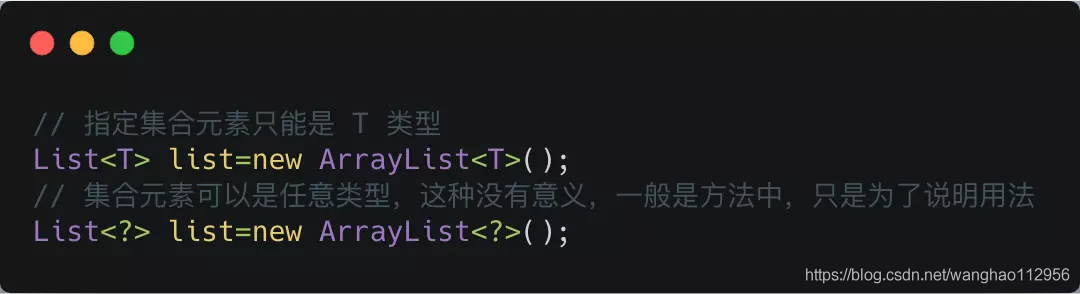 // 指定集合元素只能是 T 类型
List<T> list=new ArrayList<T>();
// 集合元素可以是任意类型，这种没有意义，一般是方法中，只是为了说明用法
List<?> list=new ArrayList<?>();
https://blog.csdn.net/wanghao112956